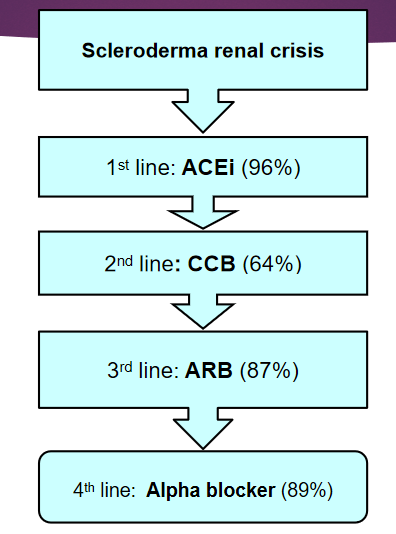 Scleroderma renal crisis
1st line: ACEi (96%)
2nd line: CCB (64%)
3rd line: ARB (87%)
4th line: Alpha blocker (89%)